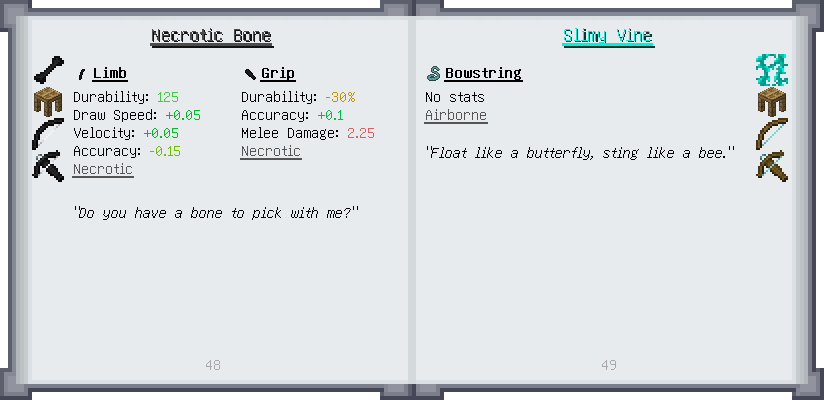 Necrotic Bone
Limb
Durability: 125
Draw Speed: +0.05
Velocity: +0.05
Accuracy: -0.15
Necrotic
Grip
Durability: -30%
Accuracy: +0.1
Melee Damage: 2.25
Necrotic
"Do you have a bone to pick with me?"
48
Slimy Vine
Bowstring
No stats
Airborne
"Float like a butterfly, sting like a bee."
49